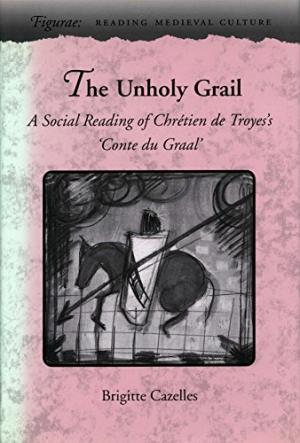 Figurae: READING MEDIEVAL CULTURE
The Unholy Grail
A Social Reading of Chrétien de Troyes's
'Conte du Graal'
Brigitte Cazelles